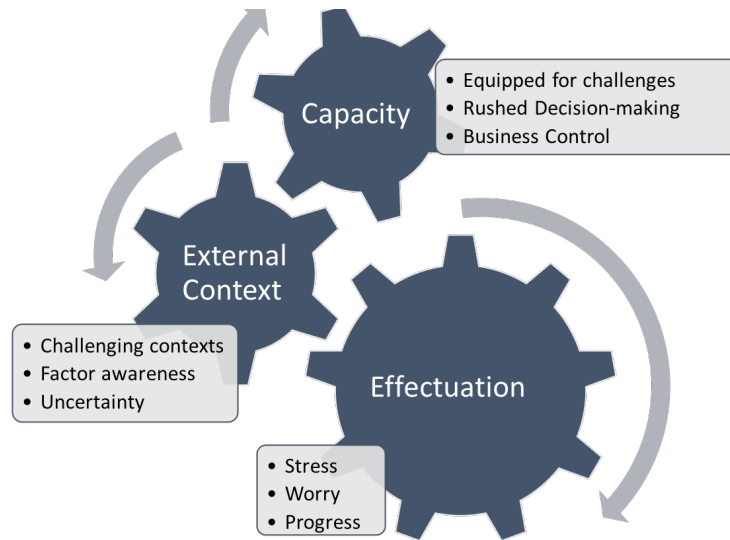 Capacity
• Equipped for challenges
• Rushed Decision-making
• Business Control
External
Context
• Challenging contexts
• Factor awareness
• Uncertainty
Effectuation
• Stress
• Worry
• Progress